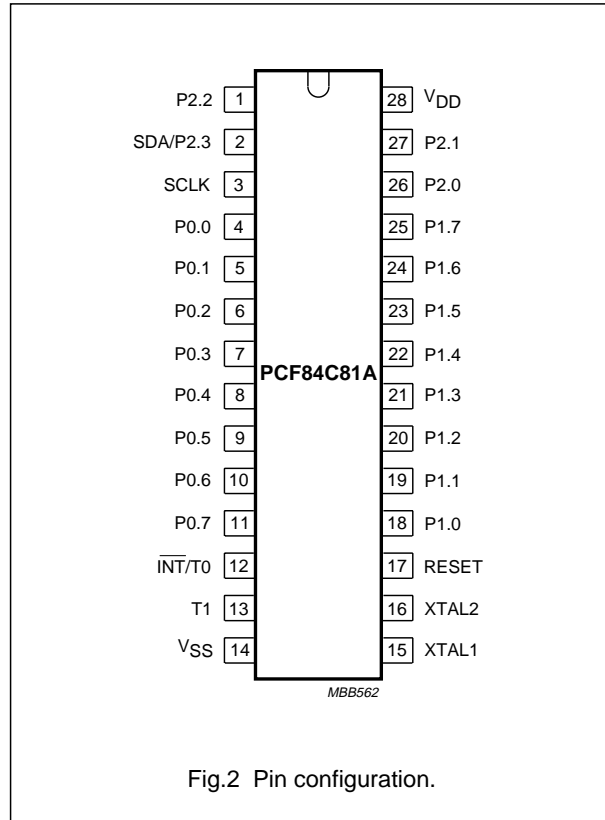 P2.2 1 28 VDD
SDA/P2.3 2 27 P2.1
SCLK 3 26 P2.0
P0.0 4 25 P1.7
P0.1 5 24 P1.6
P0.2 6 23 P1.5
P0.3 7 22 P1.4
PCF84C81A
P0.4 8 21 P1.3
P0.5 9 20 P1.2
P0.6 10 19 P1.1
P0.7 11 18 P1.0
I̅N̅T̅/T0 12 17 RESET
T1 13 16 XTAL2
VSS 14 15 XTAL1
MBB562
Fig.2 Pin configuration.